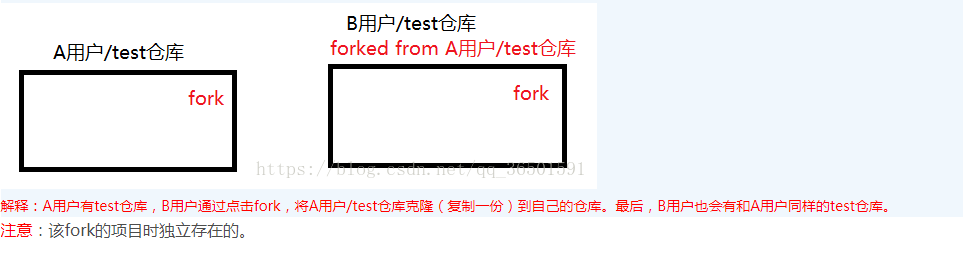 B用户/test仓库
A用户/test仓库
forked from A用户/test仓库
fork
fork
https://blog.csdn.net/qq_36501591
解释：A用户有test仓库，B用户通过点击fork，将A用户/test仓库克隆（复制一份）到自己的仓库。最后，B用户也会有和A用户同样的test仓库。
注意：该fork的项目时独立存在的。